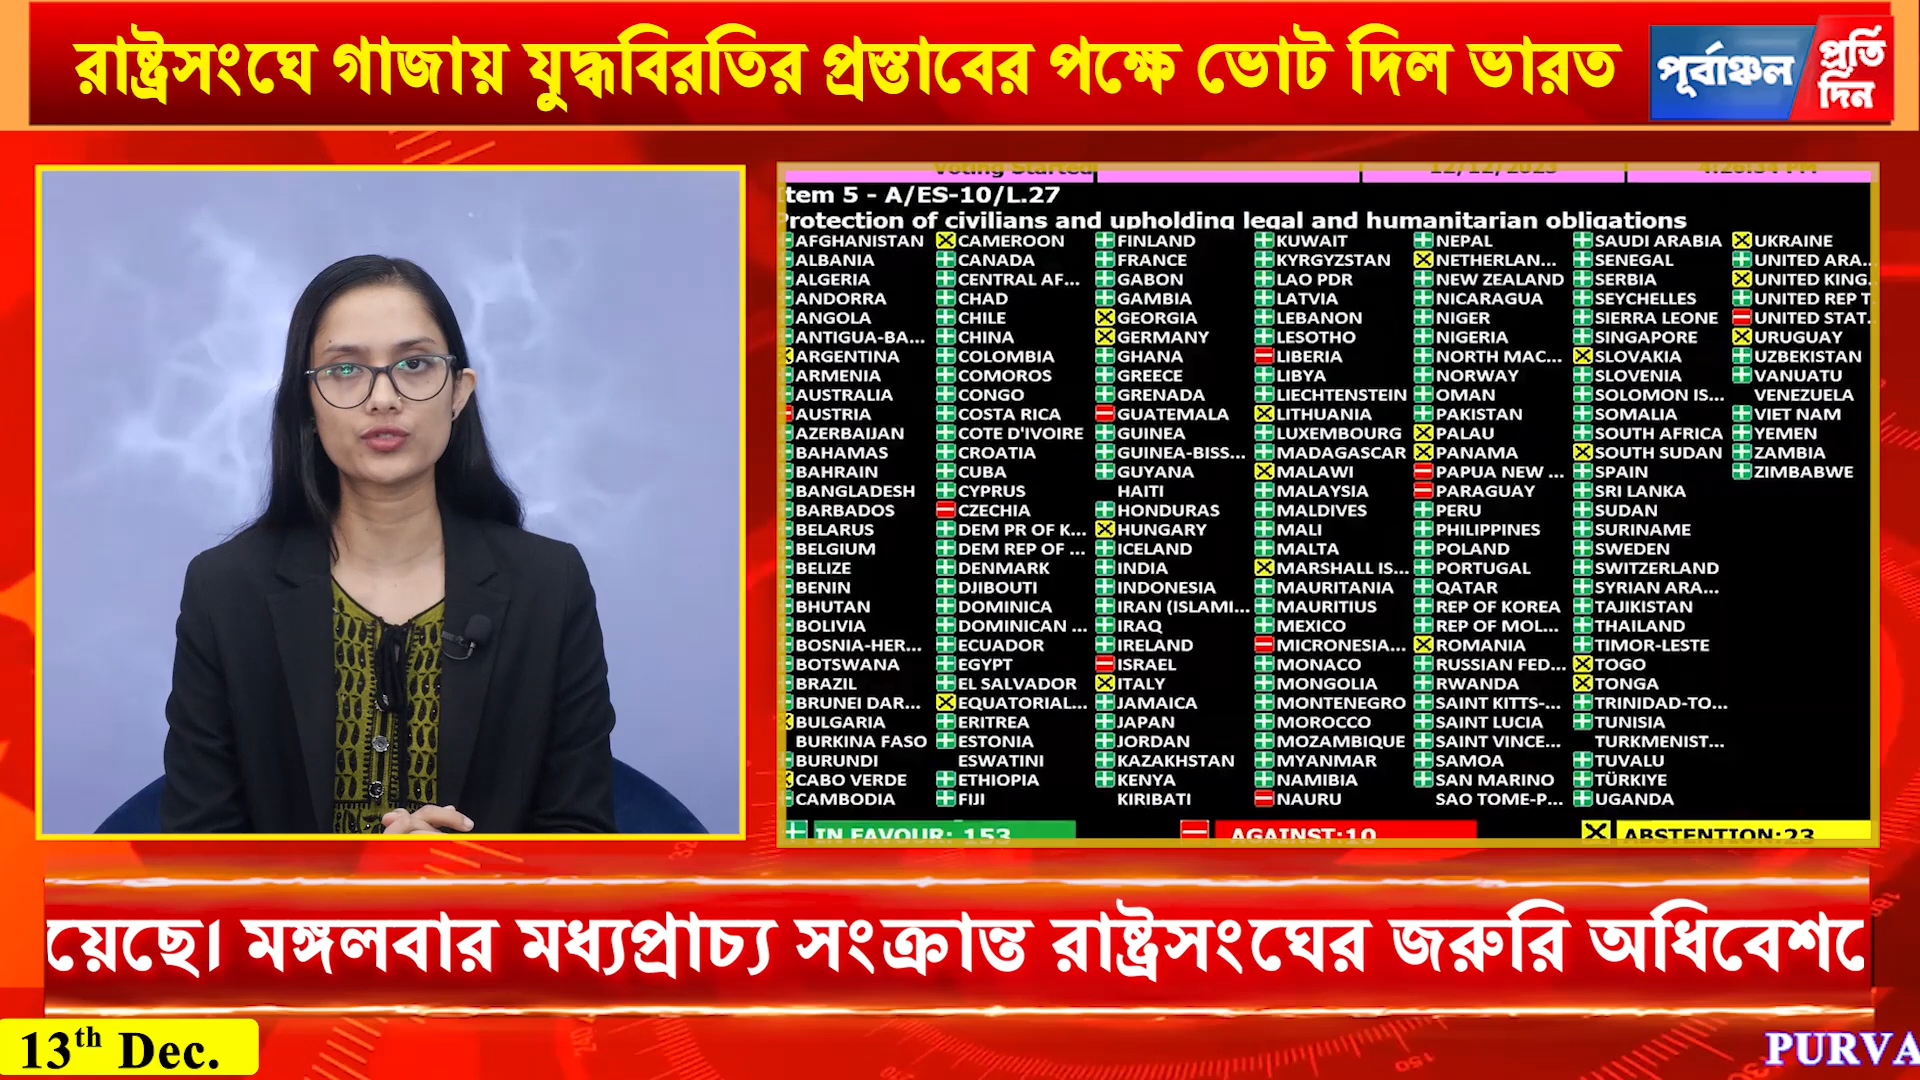 রাষ্ট্রসংঘে গাজায় যুদ্ধবিরতির প্রস্তাবের পক্ষে ভোট দিল ভারত
পূর্বাঞ্চল প্রতি দিন
Voting Started 12/12/2023 4:26:34 PM
tem 5 - A/ES-10/L.27
Protection of civilians and upholding legal and humanitarian obligations
AFGHANISTAN CAMEROON FINLAND KUWAIT NEPAL SAUDI ARABIA UKRAINE
ALBANIA CANADA FRANCE KYRGYZSTAN NETHERLAN... SENEGAL UNITED ARA...
ALGERIA CENTRAL AF... GABON LAO PDR NEW ZEALAND SERBIA UNITED KING...
ANDORRA CHAD GAMBIA LATVIA NICARAGUA SEYCHELLES UNITED REP T
ANGOLA CHILE GEORGIA LEBANON NIGER SIERRA LEONE UNITED STAT...
ANTIGUA-BA... CHINA GERMANY LESOTHO NIGERIA SINGAPORE URUGUAY
ARGENTINA COLOMBIA GHANA LIBERIA NORTH MAC... SLOVAKIA UZBEKISTAN
ARMENIA COMOROS GREECE LIBYA NORWAY SLOVENIA VANUATU
AUSTRALIA CONGO GRENADA LIECHTENSTEIN OMAN SOLOMON IS... VENEZUELA
AUSTRIA COSTA RICA GUATEMALA LITHUANIA PAKISTAN SOMALIA VIET NAM
AZERBAIJAN COTE D'IVOIRE GUINEA LUXEMBOURG PALAU SOUTH AFRICA YEMEN
BAHAMAS CROATIA GUINEA-BISS... MADAGASCAR PANAMA SOUTH SUDAN ZAMBIA
BAHRAIN CUBA GUYANA MALAWI PAPUA NEW ... SPAIN ZIMBABWE
BANGLADESH CYPRUS HAITI MALAYSIA PARAGUAY SRI LANKA
BARBADOS CZECHIA HONDURAS MALDIVES PERU SUDAN
BELARUS DEM PR OF K... HUNGARY MALI PHILIPPINES SURINAME
BELGIUM DEM REP OF ... ICELAND MALTA POLAND SWEDEN
BELIZE DENMARK INDIA MARSHALL IS... PORTUGAL SWITZERLAND
BENIN DJIBOUTI INDONESIA MAURITANIA QATAR SYRIAN ARA...
BHUTAN DOMINICA IRAN (ISLAMI... MAURITIUS REP OF KOREA TAJIKISTAN
BOLIVIA DOMINICAN ... IRAQ MEXICO REP OF MOL... THAILAND
BOSNIA-HER... ECUADOR IRELAND MICRONESIA... ROMANIA TIMOR-LESTE
BOTSWANA EGYPT ISRAEL MONACO RUSSIAN FED... TOGO
BRAZIL EL SALVADOR ITALY MONGOLIA RWANDA TONGA
BRUNEI DAR... EQUATORIAL... JAMAICA MONTENEGRO SAINT KITTS-... TRINIDAD-TO...
BULGARIA ERITREA JAPAN MOROCCO SAINT LUCIA TUNISIA
BURKINA FASO ESTONIA JORDAN MOZAMBIQUE SAINT VINCE... TURKMENIST...
BURUNDI ESWATINI KAZAKHSTAN MYANMAR SAMOA TUVALU
CABO VERDE ETHIOPIA KENYA NAMIBIA SAN MARINO TÜRKIYE
CAMBODIA FIJI KIRIBATI NAURU SAO TOME-P... UGANDA
IN FAVOUR: 153 AGAINST:10 ABSTENTION:23
য়েছে। মঙ্গলবার মধ্যপ্রাচ্য সংক্রান্ত রাষ্ট্রসংঘের জরুরি অধিবেশনে
13th Dec.
PURVA